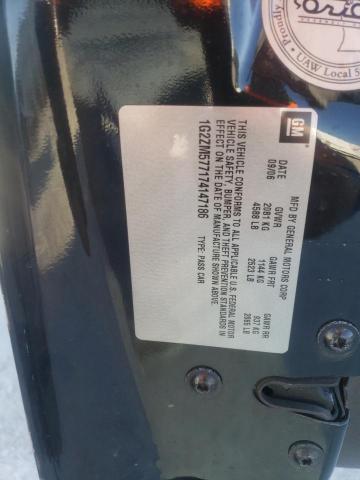 Proudly
UAW Local
GM
MFD BY GENERAL MOTORS CORP
DATE GVWR GAWR FRT GAWR RR
09/06 2081 KG 1144 KG 937 KG
4588 LB 2523 LB 2065 LB
THIS VEHICLE CONFORMS TO ALL APPLICABLE U.S. FEDERAL MOTOR
VEHICLE SAFETY, BUMPER, AND THEFT PREVENTION STANDARDS IN
EFFECT ON THE DATE OF MANUFACTURE SHOWN ABOVE.
1G2ZM577174147186 TYPE: PASS CAR